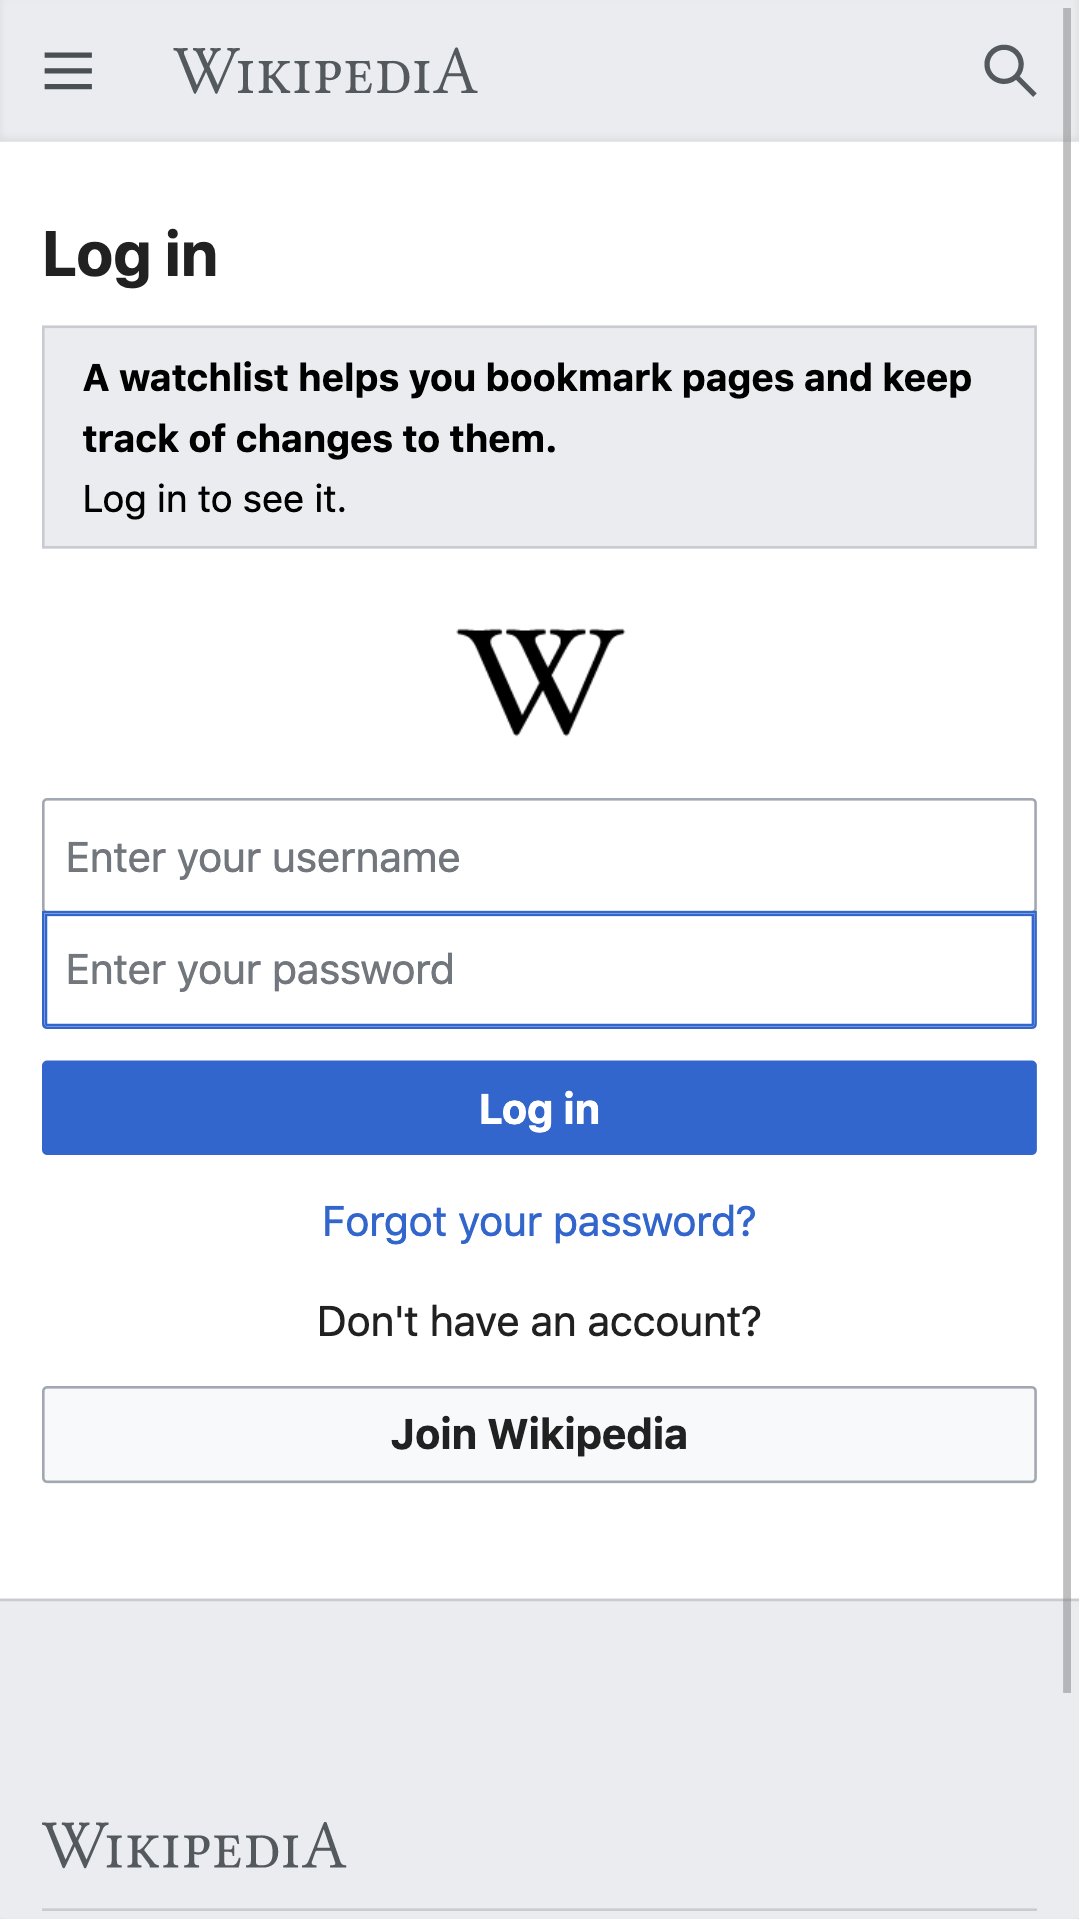 WIKIPEDIA
Log in
A watchlist helps you bookmark pages and keep
track of changes to them.
Log in to see it.
W
Enter your username
Enter your password
Log in
Forgot your password?
Don't have an account?
Join Wikipedia
WIKIPEDIA